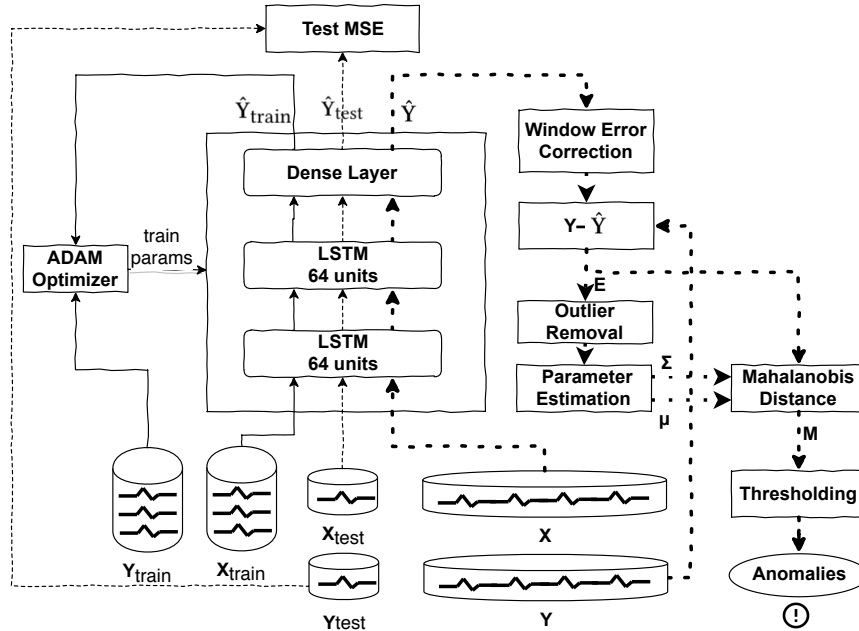 Test MSE
Ŷtrain
Ŷtest
Ŷ
Window Error
Correction
Dense Layer
Y– Ŷ
train
params
ADAM
Optimizer
LSTM
64 units
E
Outlier
Removal
LSTM
64 units
Σ
Parameter
Estimation
μ
Mahalanobis
Distance
M
Thresholding
Xtest
X
Ytrain
Xtrain
Anomalies
Ytest
Y
!